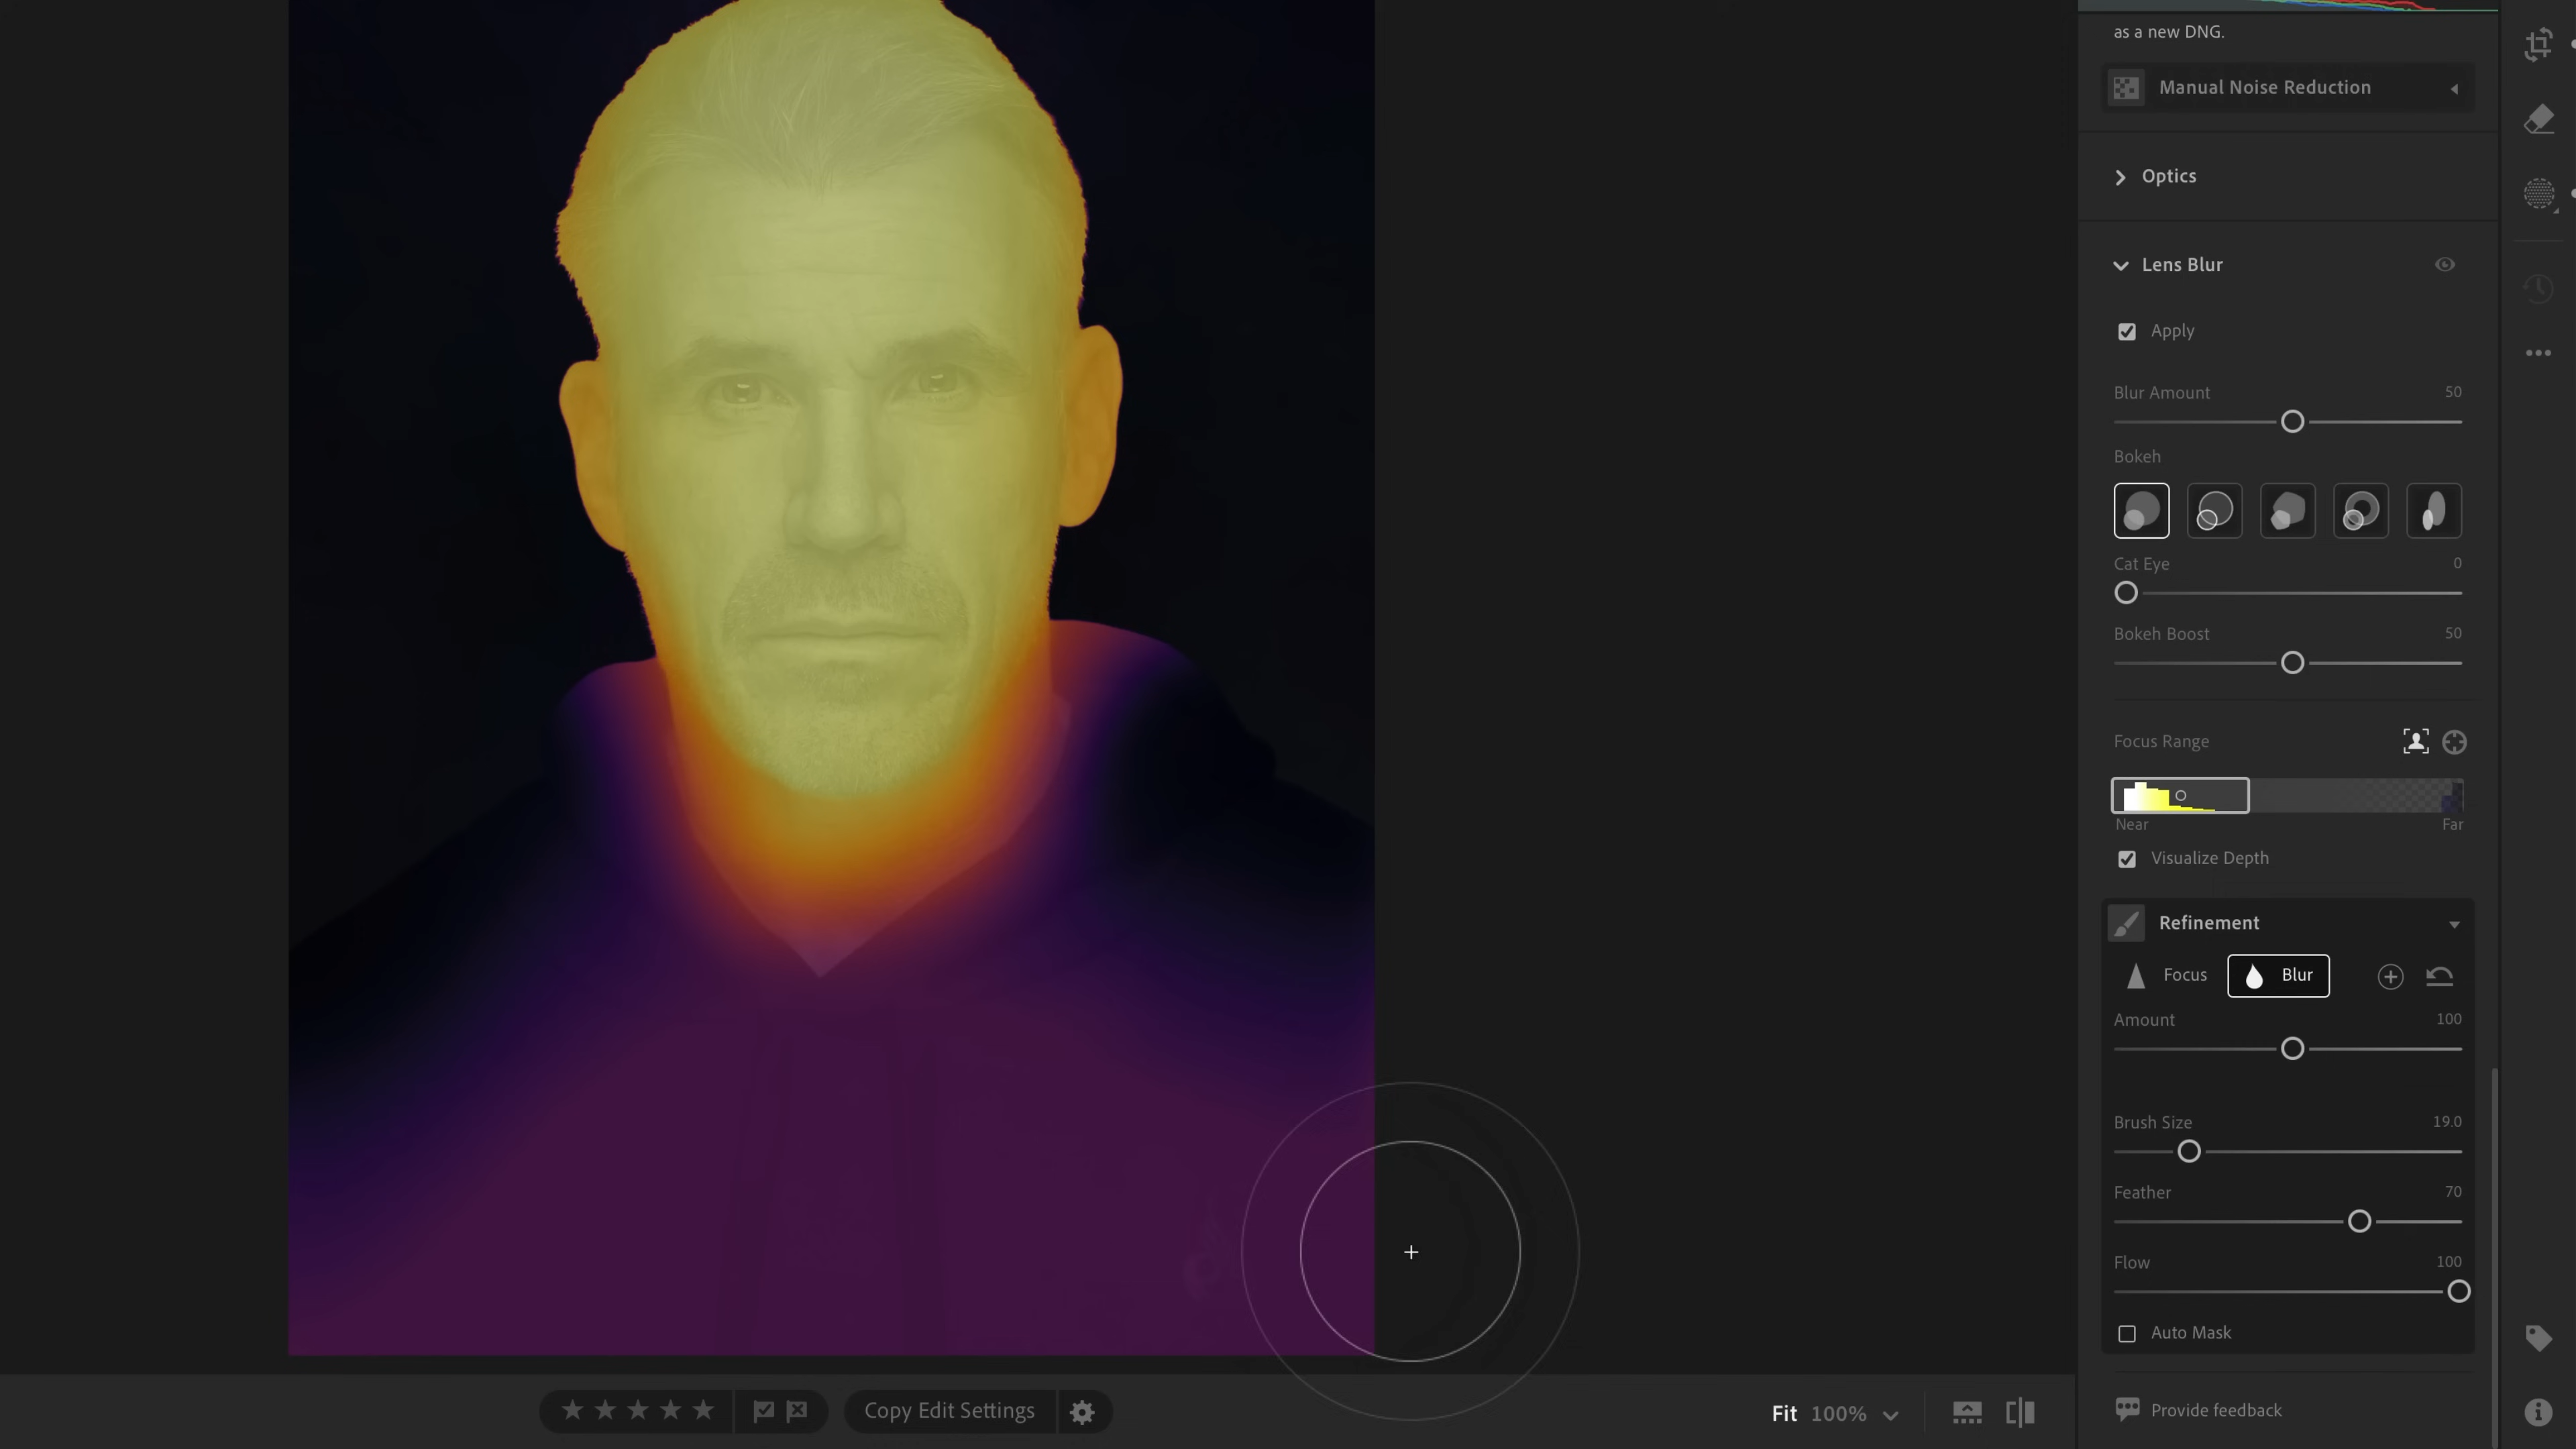 as a new DNG.
Manual Noise Reduction
Optics
Lens Blur
Apply
Blur Amount 50
Bokeh
Cat Eye 0
Bokeh Boost 50
Focus Range
Near Far
Visualize Depth
Refinement
Focus Blur
Amount 100
Brush Size 19.0
Feather 70
Flow 100
Auto Mask
Provide feedback
Copy Edit Settings
Fit 100%